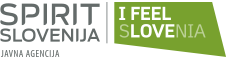 SPIRIT
SLOVENIJA
JAVNA AGENCIJA
I FEEL
SLOVENIA